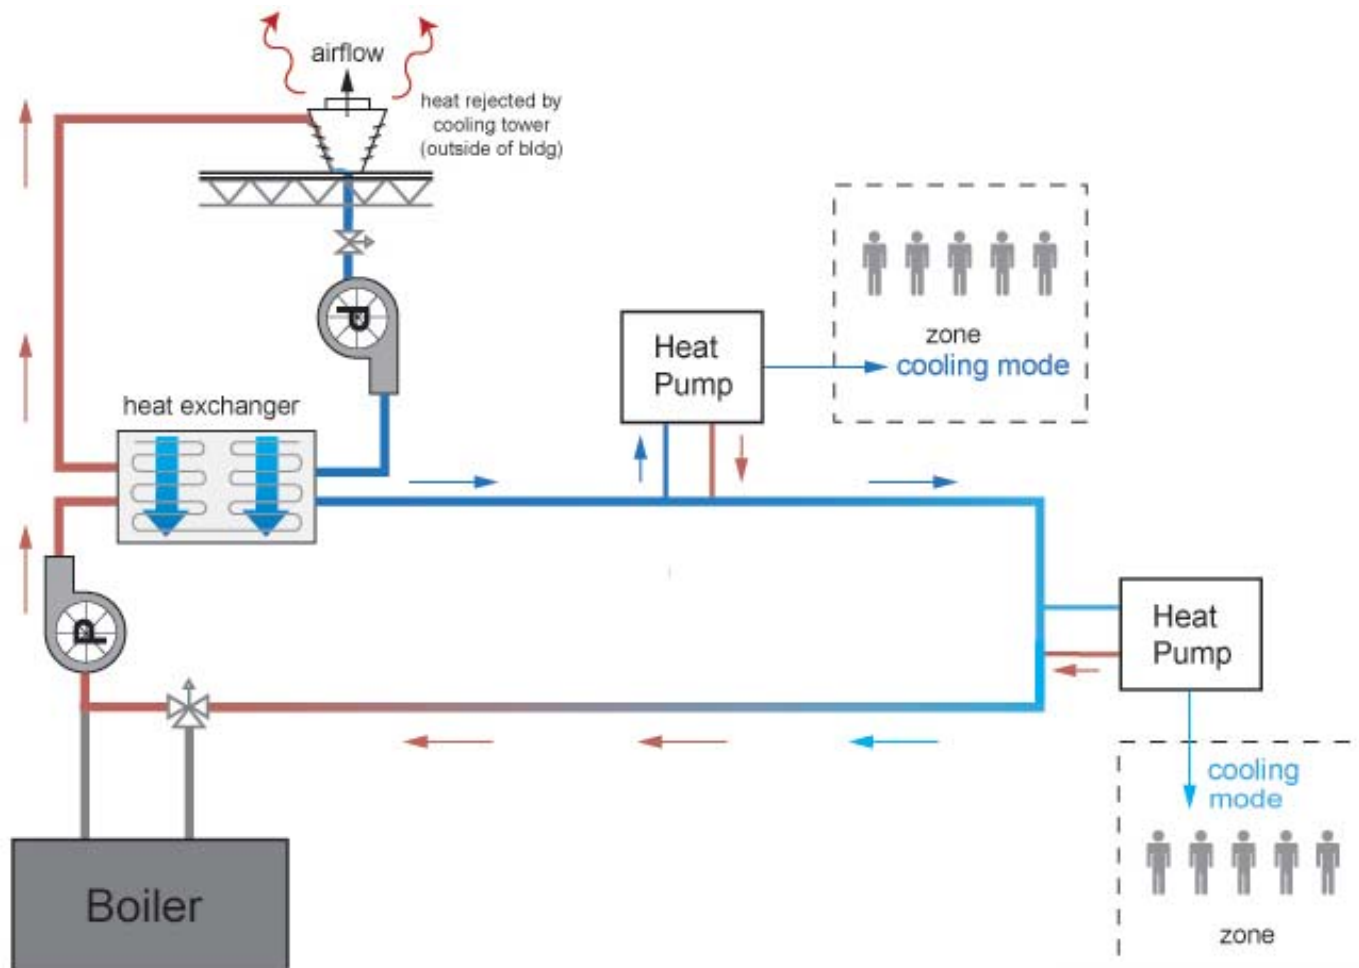 airflow
heat rejected by
cooling tower
(outside of bldg)
P
zone
cooling mode
Heat
Pump
heat exchanger
P
Heat
Pump
cooling
mode
zone
Boiler